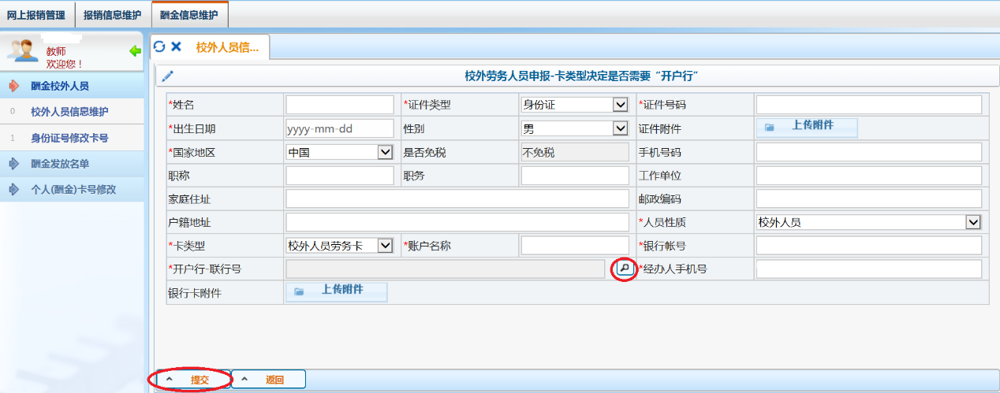 网上报销管理 报销信息维护 酬金信息维护
教师
欢迎您！
校外人员信...
酬金校外人员
0 校外人员信息维护
1 身份证号修改卡号
酬金发放名单
个人(酬金)卡号修改
校外劳务人员申报-卡类型决定是否需要“开户行”
*姓名 *证件类型 身份证 *证件号码
*出生日期 yyyy-mm-dd 性别 男 证件附件 上传附件
*国家地区 中国 是否免税 不免税 手机号码
职称 职务 工作单位
家庭住址 邮政编码
户籍地址 *人员性质 校外人员
*卡类型 校外人员劳务卡 *账户名称 *银行帐号
*开户行-联行号 *经办人手机号
银行卡附件 上传附件
提交 返回